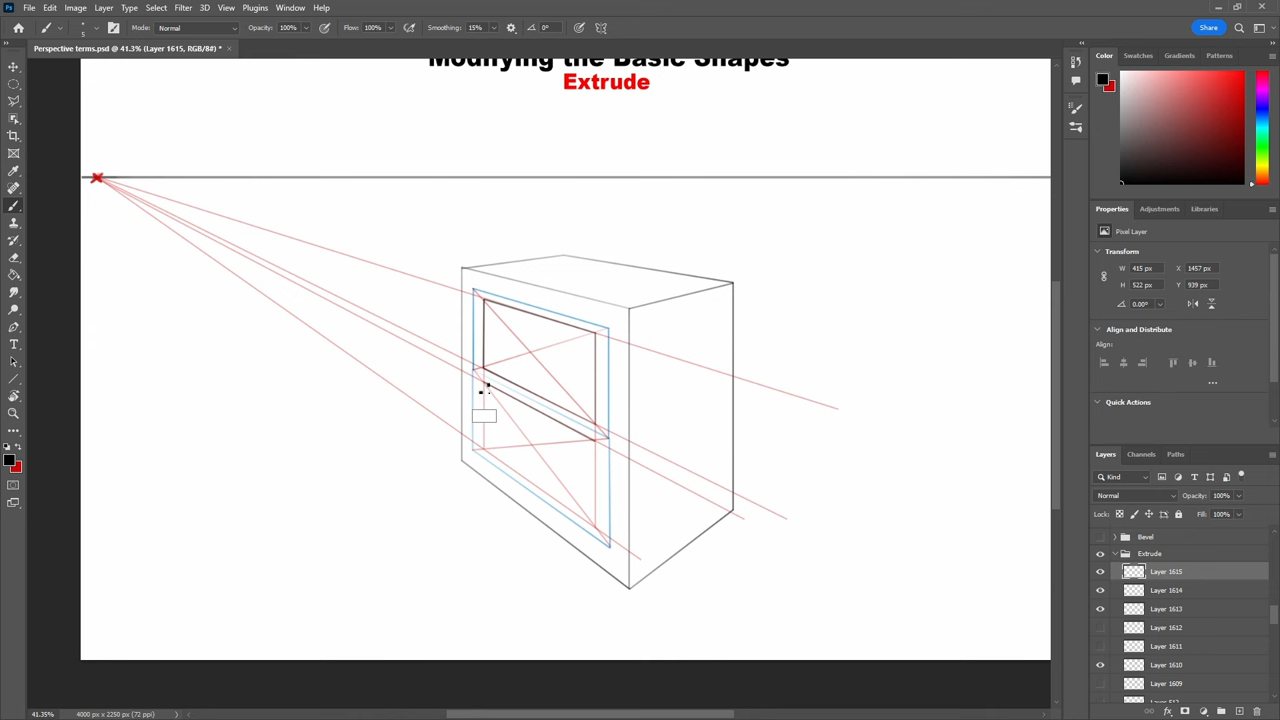 Ps File Edit Image Layer Type Select Filter 3D View Plugins Window Help
5 Mode: Normal Opacity: 100% Flow: 100% Smoothing: 15% 0° Share
Perspective terms.psd @ 41.3% (Layer 1615, RGB/8#) *
Modifying the Basic Shapes
Extrude
Color Swatches Gradients Patterns
Properties Adjustments Libraries
Pixel Layer
Transform
W 415 px X 1457 px
H 522 px Y 939 px
0.00°
Align and Distribute
Align:
Quick Actions
Layers Channels Paths
Kind
Normal Opacity: 100%
Lock: Fill: 100%
Bevel
Extrude
Layer 1615
Layer 1614
Layer 1613
Layer 1612
Layer 1611
Layer 1610
Layer 1609
41.35% 4000 px x 2250 px (72 ppi)